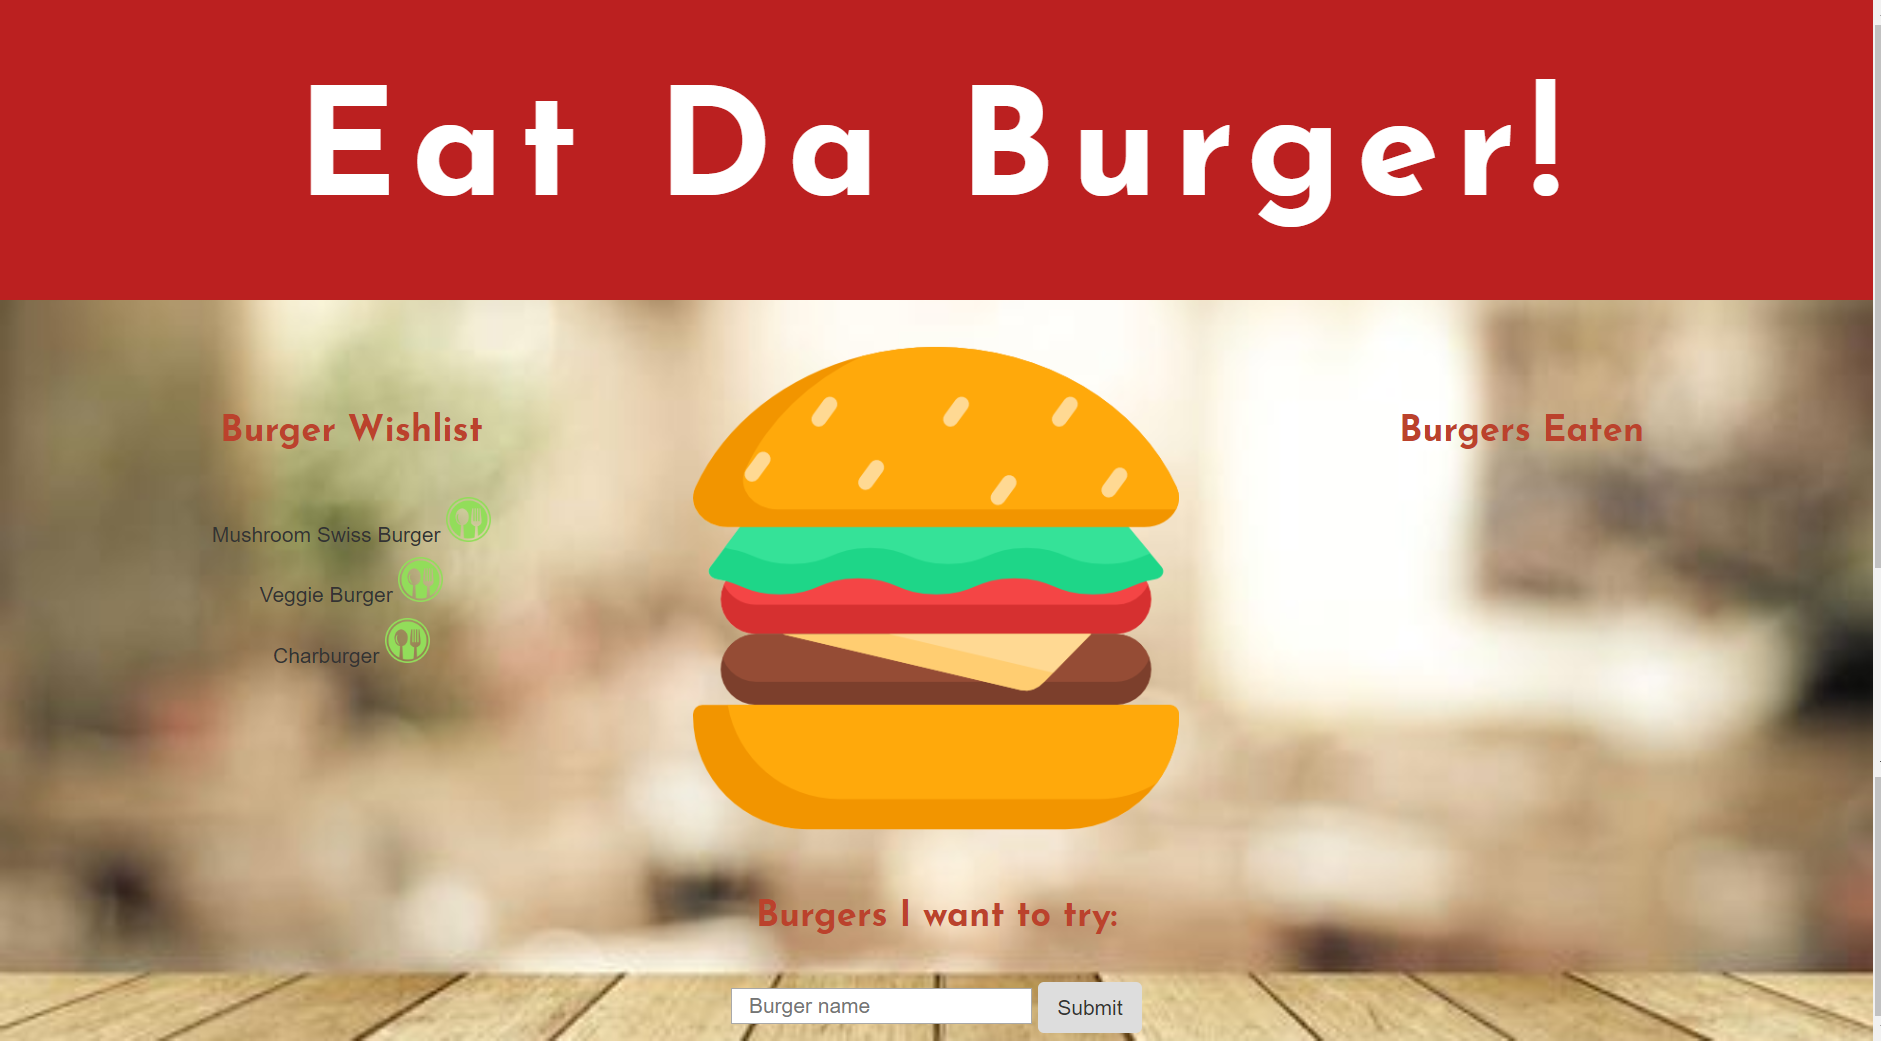 Eat Da Burger!
Burger Wishlist
Mushroom Swiss Burger
Veggie Burger
Charburger
Burgers Eaten
Burgers I want to try:
Burger name
Submit